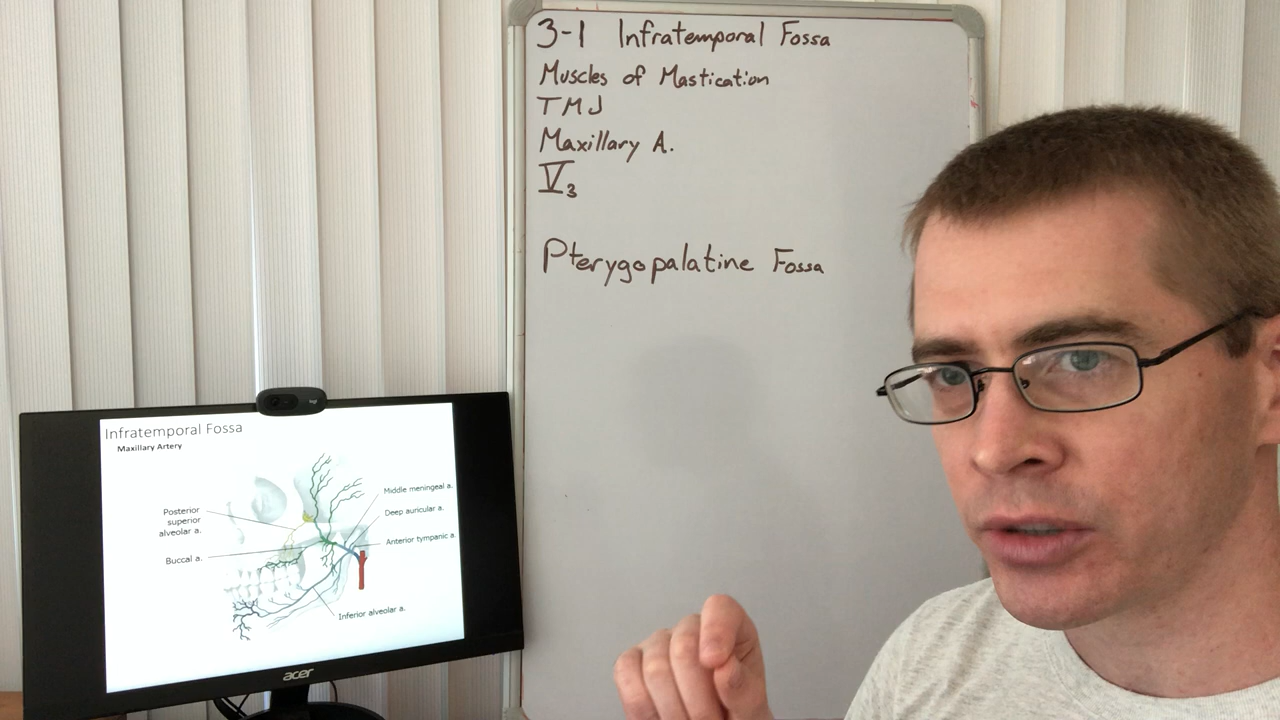 3-1 Infratemporal Fossa
Muscles of Mastication
TMJ
Maxillary A.
V3
Pterygopalatine Fossa
Infratemporal Fossa
Maxillary Artery
Middle meningeal a.
Deep auricular a.
Anterior tympanic a.
Posterior
superior
alveolar a.
Buccal a.
Inferior alveolar a.
acer
logi